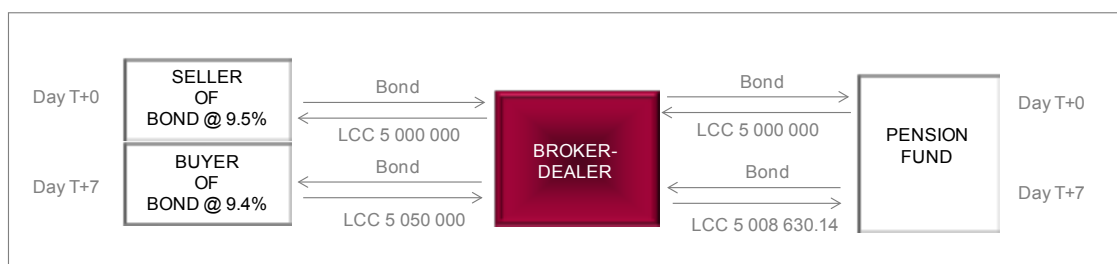 Day T+0
SELLER
OF
BOND @ 9.5%
Bond
LCC 5 000 000
Day T+7
BUYER
OF
BOND @ 9.4%
Bond
LCC 5 050 000
BROKER-
DEALER
Bond
LCC 5 000 000
Bond
LCC 5 008 630.14
PENSION
FUND
Day T+0
Day T+7